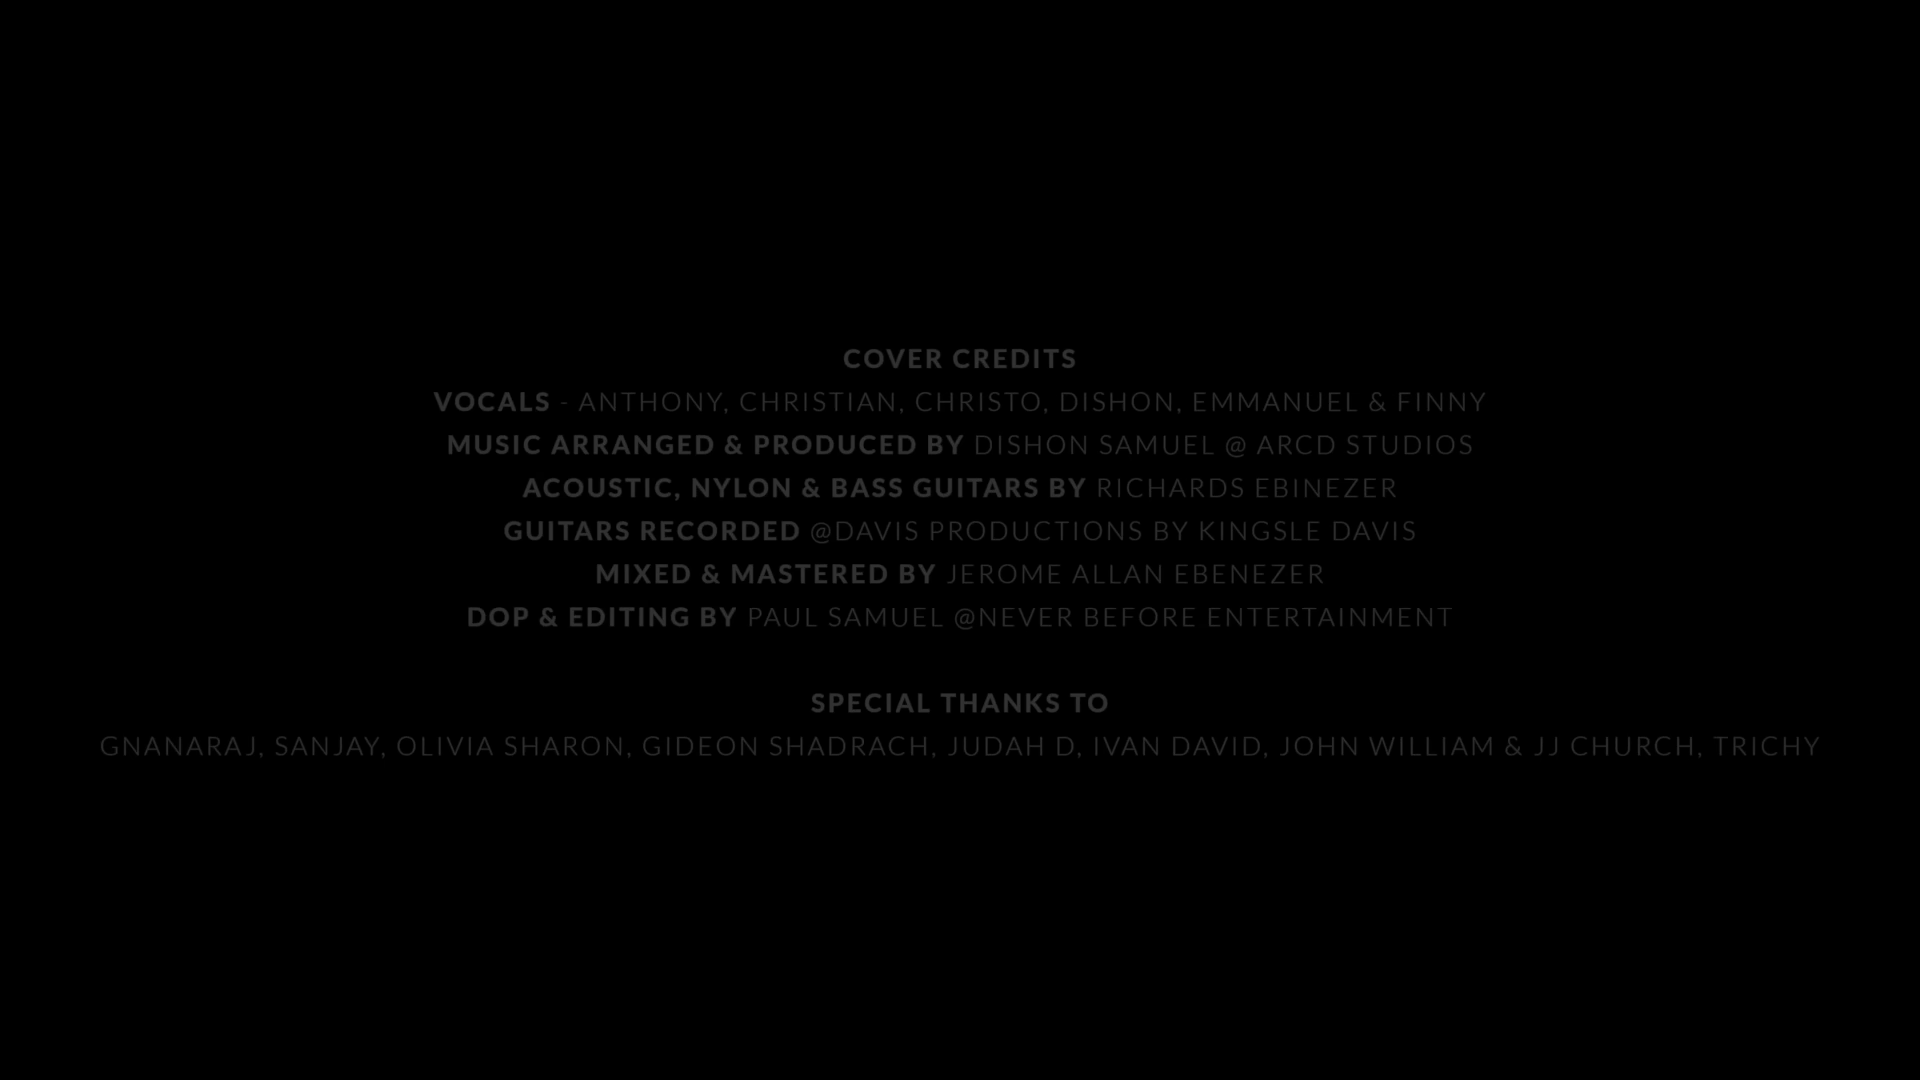 COVER CREDITS
VOCALS - ANTHONY, CHRISTIAN, CHRISTO, DISHON, EMMANUEL & FINNY
MUSIC ARRANGED & PRODUCED BY DISHON SAMUEL @ ARCD STUDIOS
ACOUSTIC, NYLON & BASS GUITARS BY RICHARDS EBINEZER
GUITARS RECORDED @DAVIS PRODUCTIONS BY KINGSLE DAVIS
MIXED & MASTERED BY JEROME ALLAN EBENEZER
DOP & EDITING BY PAUL SAMUEL @NEVER BEFORE ENTERTAINMENT
SPECIAL THANKS TO
GNANARAJ, SANJAY, OLIVIA SHARON, GIDEON SHADRACH, JUDAH D, IVAN DAVID, JOHN WILLIAM & JJ CHURCH, TRICHY